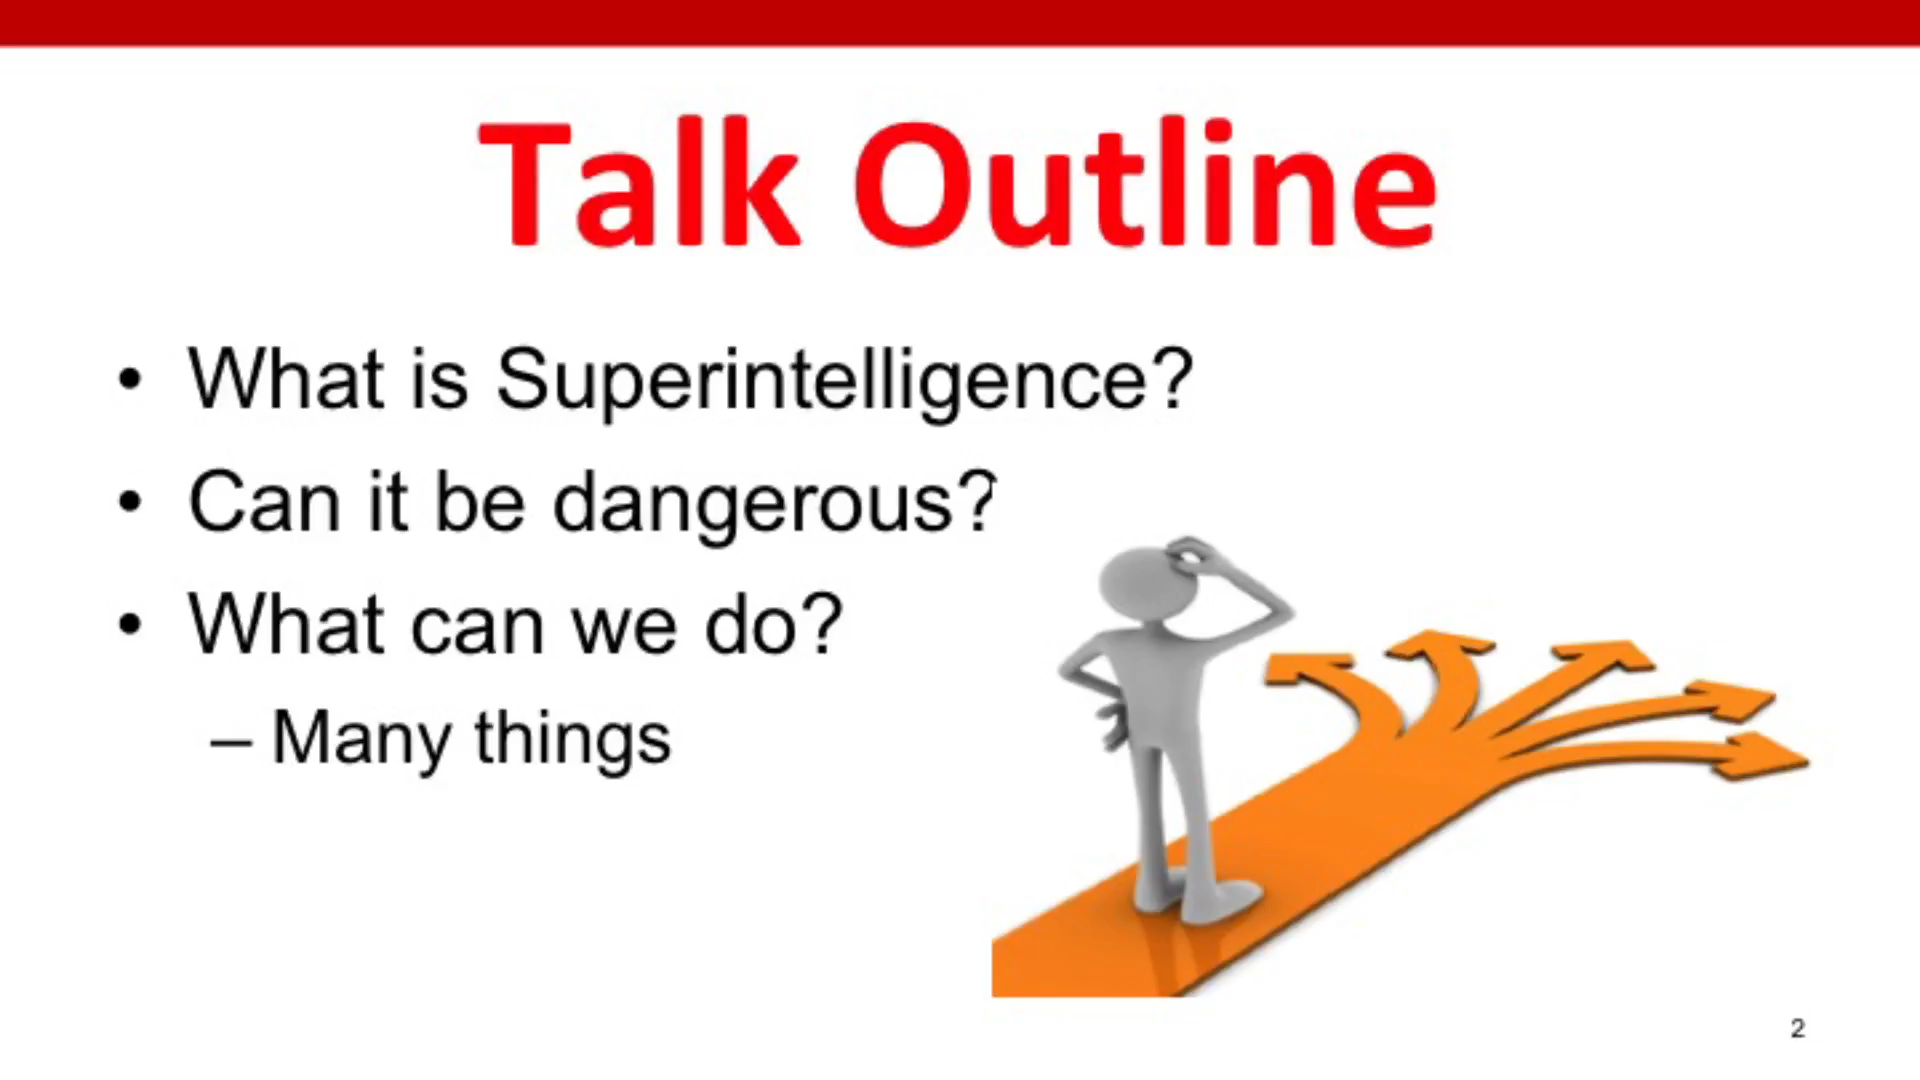 Talk Outline
• What is Superintelligence?
• Can it be dangerous?
• What can we do?
– Many things
2